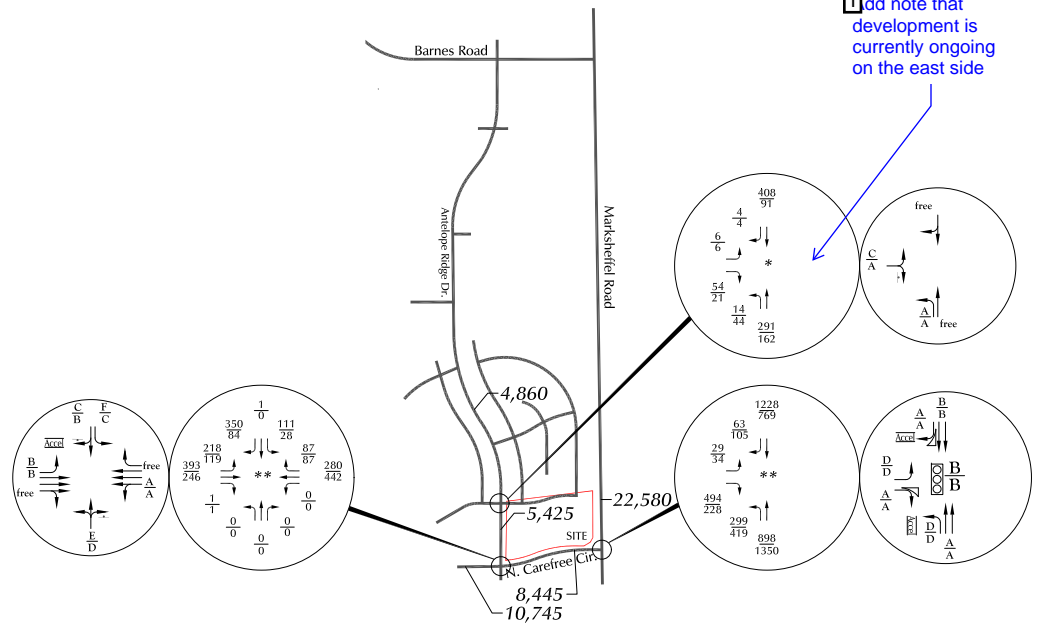 Add note that
development is
currently ongoing
on the east side
Barnes Road
Antelope Ridge Dr.
Marksheffel Road
4,860
5,425
22,580
SITE
N. Carefree Cir.
8,445
10,745
408
91
4
4
6
6
*
54
21
14
44
291
162
free
C
A
A
A
free
C
B
F
C
Accel
B
B
free
free
A
A
E
D
1
0
350
84
111
28
218
119
87
87
393
246
**
280
442
1
1
0
0
0
0
0
0
0
0
1228
769
63
105
29
34
**
494
228
299
419
898
1350
A
A
B
B
Accel
D
D
B
B
A
A
Accel
D
D
A
A